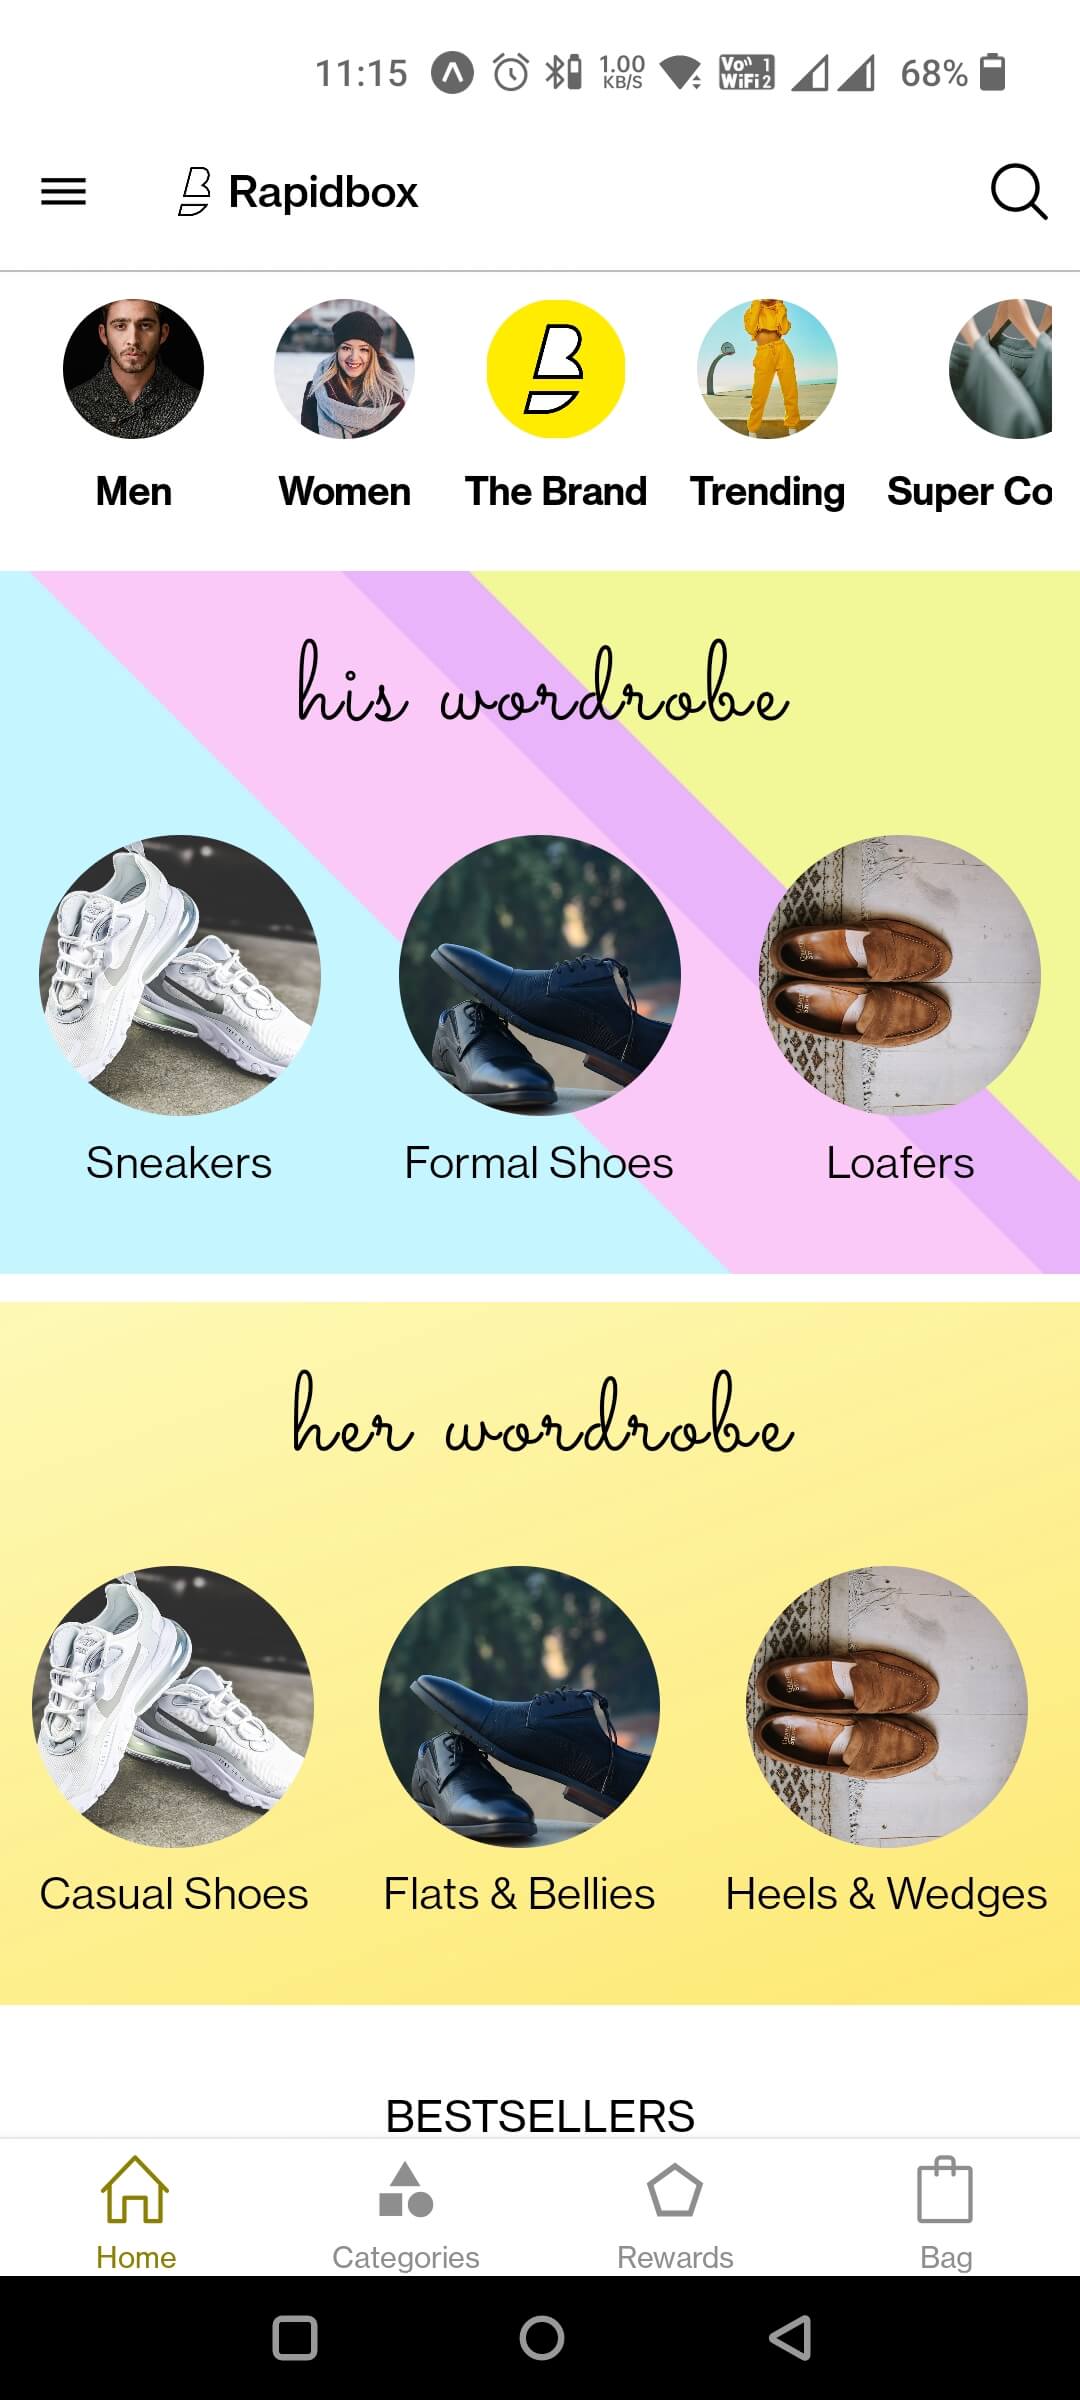 11:15 1.00 KB/S Vo WiFi 1 2 68%
Rapidbox
Men Women The Brand Trending Super Co
his wordrobe
Sneakers Formal Shoes Loafers
her wordrobe
Casual Shoes Flats & Bellies Heels & Wedges
BESTSELLERS
Home Categories Rewards Bag